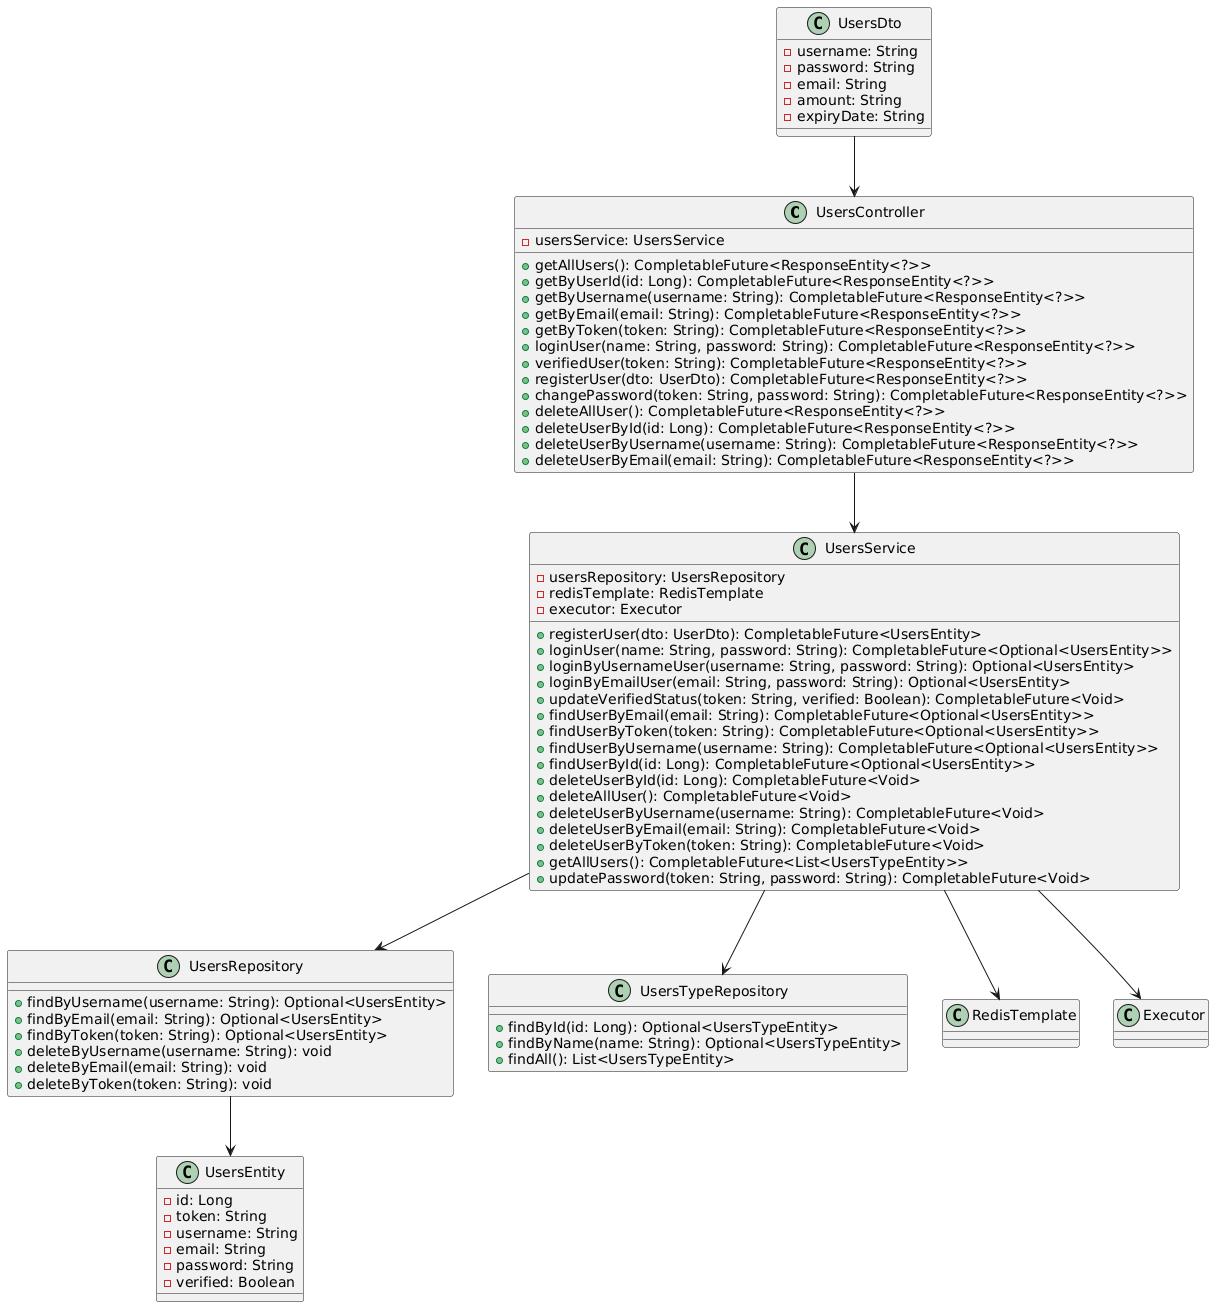 C UsersDto
username: String
password: String
email: String
amount: String
expiryDate: String
C UsersController
usersService: UsersService
getAllUsers(): CompletableFuture<ResponseEntity<?>>
getByUserId(id: Long): CompletableFuture<ResponseEntity<?>>
getByUsername(username: String): CompletableFuture<ResponseEntity<?>>
getByEmail(email: String): CompletableFuture<ResponseEntity<?>>
getByToken(token: String): CompletableFuture<ResponseEntity<?>>
loginUser(name: String, password: String): CompletableFuture<ResponseEntity<?>>
verifiedUser(token: String): CompletableFuture<ResponseEntity<?>>
registerUser(dto: UserDto): CompletableFuture<ResponseEntity<?>>
changePassword(token: String, password: String): CompletableFuture<ResponseEntity<?>>
deleteAllUser(): CompletableFuture<ResponseEntity<?>>
deleteUserById(id: Long): CompletableFuture<ResponseEntity<?>>
deleteUserByUsername(username: String): CompletableFuture<ResponseEntity<?>>
deleteUserByEmail(email: String): CompletableFuture<ResponseEntity<?>>
C UsersService
usersRepository: UsersRepository
redisTemplate: RedisTemplate
executor: Executor
registerUser(dto: UserDto): CompletableFuture<UsersEntity>
loginUser(name: String, password: String): CompletableFuture<Optional<UsersEntity>>
loginByUsernameUser(username: String, password: String): Optional<UsersEntity>
loginByEmailUser(email: String, password: String): Optional<UsersEntity>
updateVerifiedStatus(token: String, verified: Boolean): CompletableFuture<Void>
findUserByEmail(email: String): CompletableFuture<Optional<UsersEntity>>
findUserByToken(token: String): CompletableFuture<Optional<UsersEntity>>
findUserByUsername(username: String): CompletableFuture<Optional<UsersEntity>>
findUserById(id: Long): CompletableFuture<Optional<UsersEntity>>
deleteUserById(id: Long): CompletableFuture<Void>
deleteAllUser(): CompletableFuture<Void>
deleteUserByUsername(username: String): CompletableFuture<Void>
deleteUserByEmail(email: String): CompletableFuture<Void>
deleteUserByToken(token: String): CompletableFuture<Void>
getAllUsers(): CompletableFuture<List<UsersTypeEntity>>
updatePassword(token: String, password: String): CompletableFuture<Void>
C UsersRepository
findByUsername(username: String): Optional<UsersEntity>
findByEmail(email: String): Optional<UsersEntity>
findByToken(token: String): Optional<UsersEntity>
deleteByUsername(username: String): void
deleteByEmail(email: String): void
deleteByToken(token: String): void
C UsersTypeRepository
findById(id: Long): Optional<UsersTypeEntity>
findByName(name: String): Optional<UsersTypeEntity>
findAll(): List<UsersTypeEntity>
C RedisTemplate
C Executor
C UsersEntity
id: Long
token: String
username: String
email: String
password: String
verified: Boolean